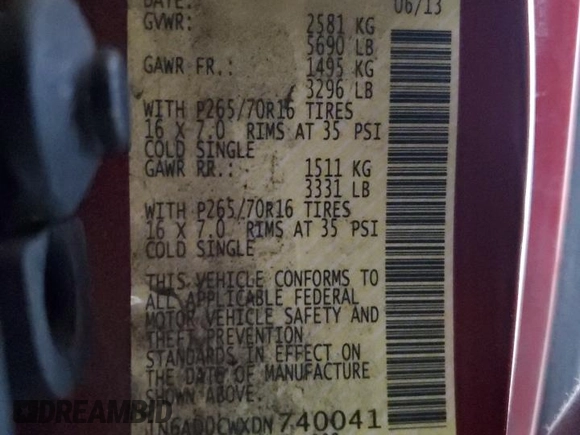 DATE: 06/13
GVWR: 2581 KG
5690 LB
GAWR FR.: 1495 KG
3296 LB
WITH P265/70R16 TIRES
16 X 7.0 RIMS AT 35 PSI
COLD SINGLE
GAWR RR.: 1511 KG
3331 LB
WITH P265/70R16 TIRES
16 X 7.0 RIMS AT 35 PSI
COLD SINGLE
THIS VEHICLE CONFORMS TO
ALL APPLICABLE FEDERAL
MOTOR VEHICLE SAFETY AND
THEFT PREVENTION
STANDARDS IN EFFECT ON
THE DATE OF MANUFACTURE
SHOWN ABOVE.
740041
DREAMBID